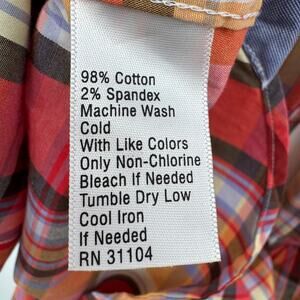 98% Cotton
2% Spandex
Machine Wash
Cold
With Like Colors
Only Non-Chlorine
Bleach If Needed
Tumble Dry Low
Cool Iron
If Needed
RN 31104